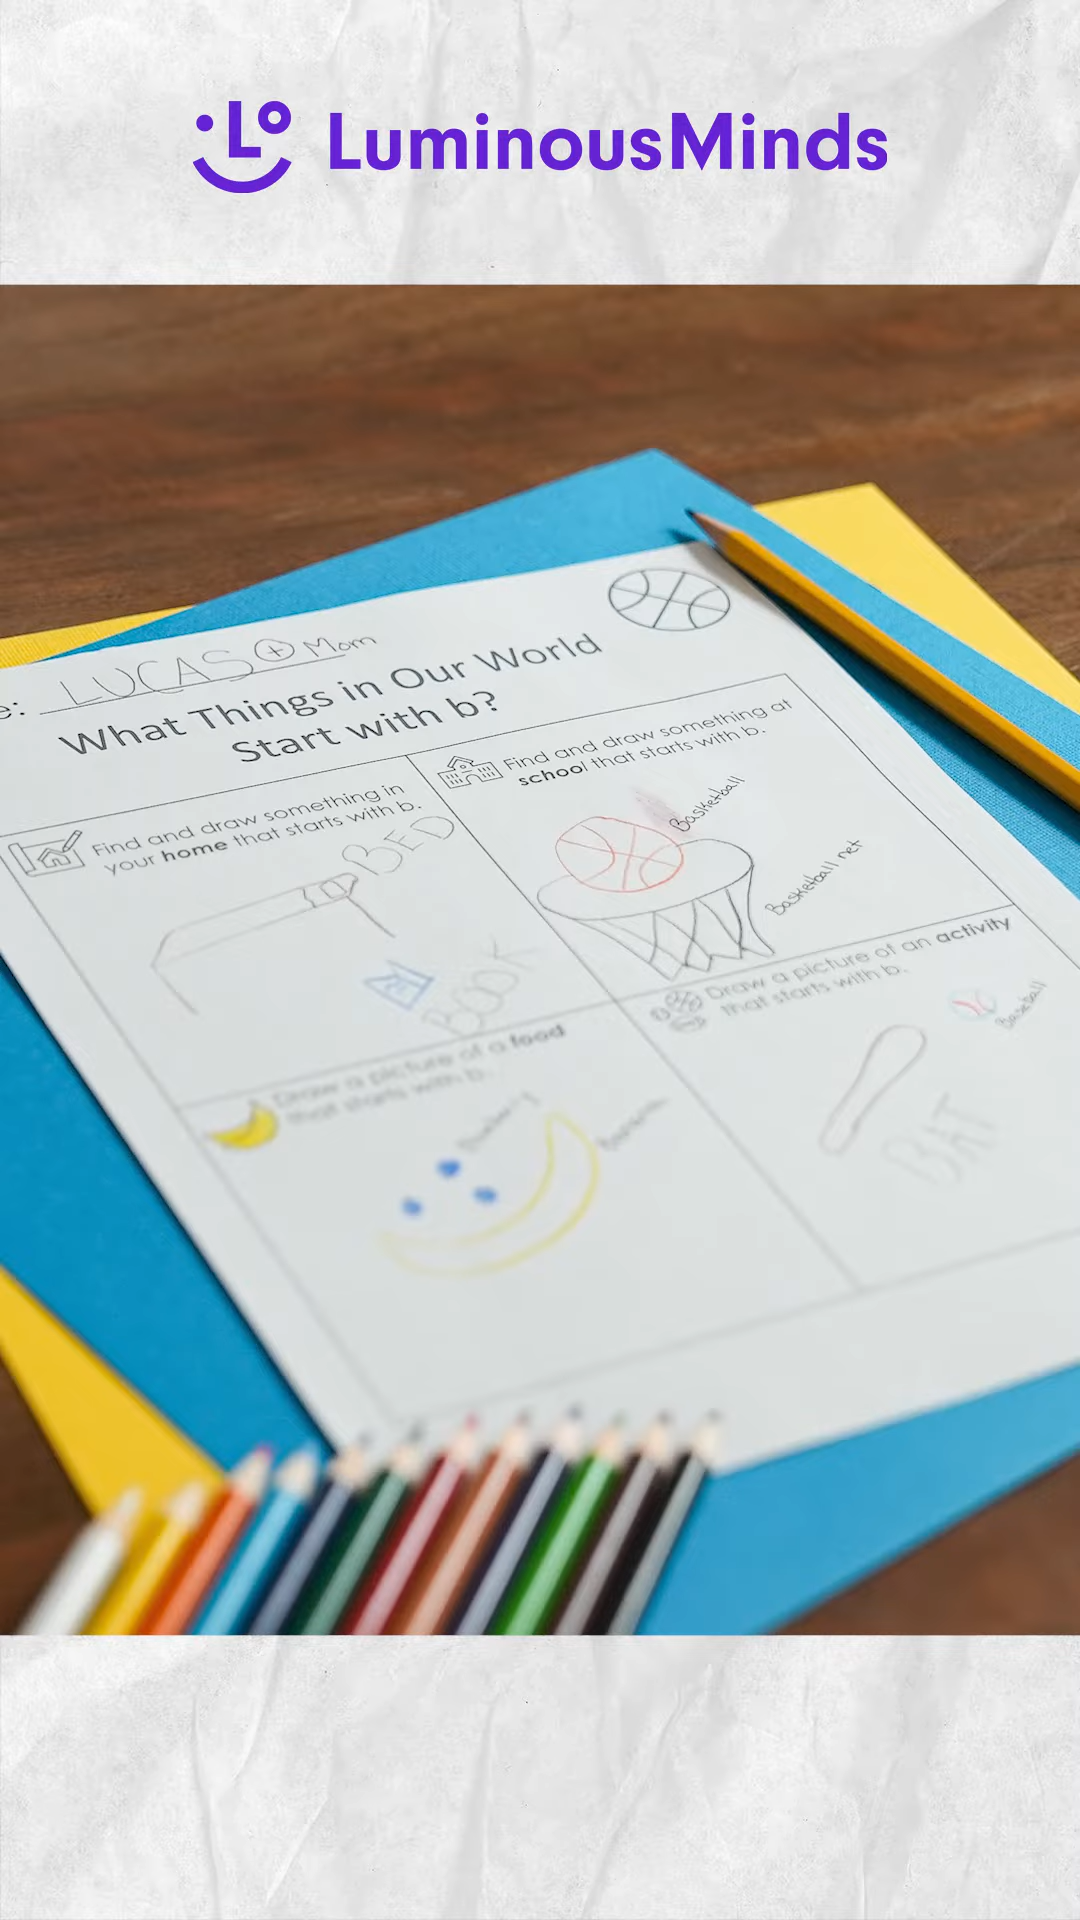 LuminousMinds
e: LUCAS + Mom
What Things in Our World
Start with b?
Find and draw something in
your home that starts with b.
BED
BOOK
Find and draw something at
school that starts with b.
Basketball
Basketball net
Draw a picture of a food
that starts with b.
Banana
Draw a picture of an activity
that starts with b.
Baseball
BAT